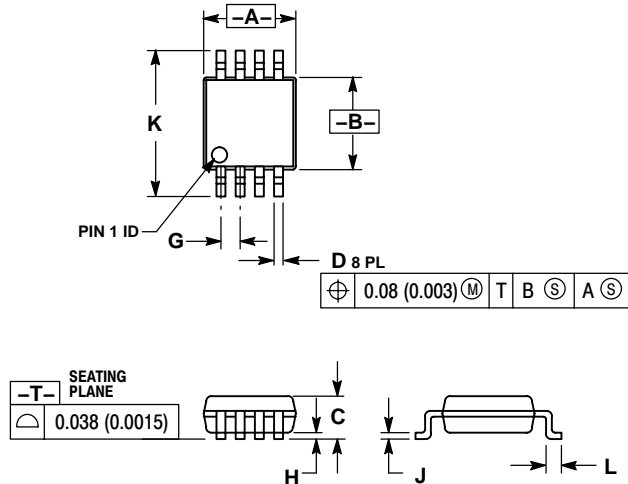 –A–
K
–B–
PIN 1 ID
G
D 8 PL
0.08 (0.003) M T B S A S
–T– SEATING PLANE
0.038 (0.0015)
C
H
J
L